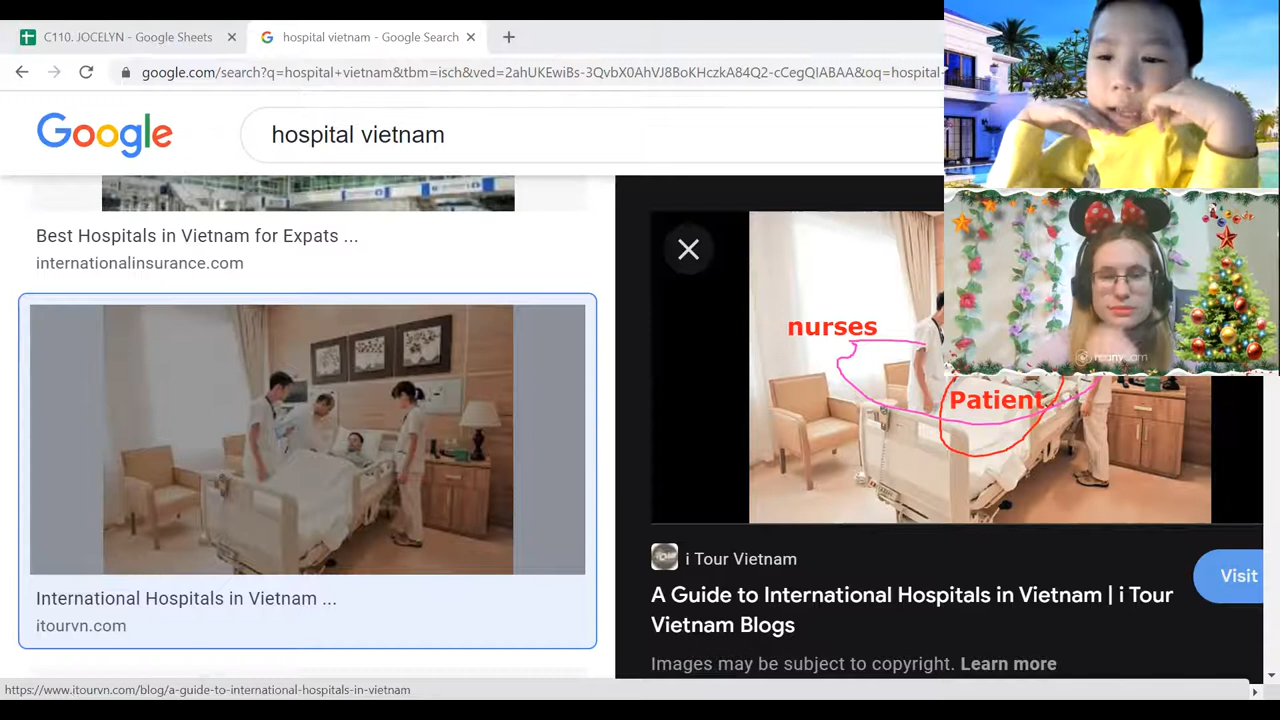 C110. JOCELYN - Google Sheets
hospital vietnam - Google Search
google.com/search?q=hospital+vietnam&tbm=isch&ved=2ahUKEwiBs-3QvbX0AhVJ8BoKHczkA84Q2-cCegQIABAA&oq=hospital-
Google
hospital vietnam
Best Hospitals in Vietnam for Expats ...
internationalinsurance.com
International Hospitals in Vietnam ...
itourvn.com
nurses
Patient
i Tour Vietnam
Visit
A Guide to International Hospitals in Vietnam | i Tour
Vietnam Blogs
Images may be subject to copyright. Learn more
https://www.itourvn.com/blog/a-guide-to-international-hospitals-in-vietnam